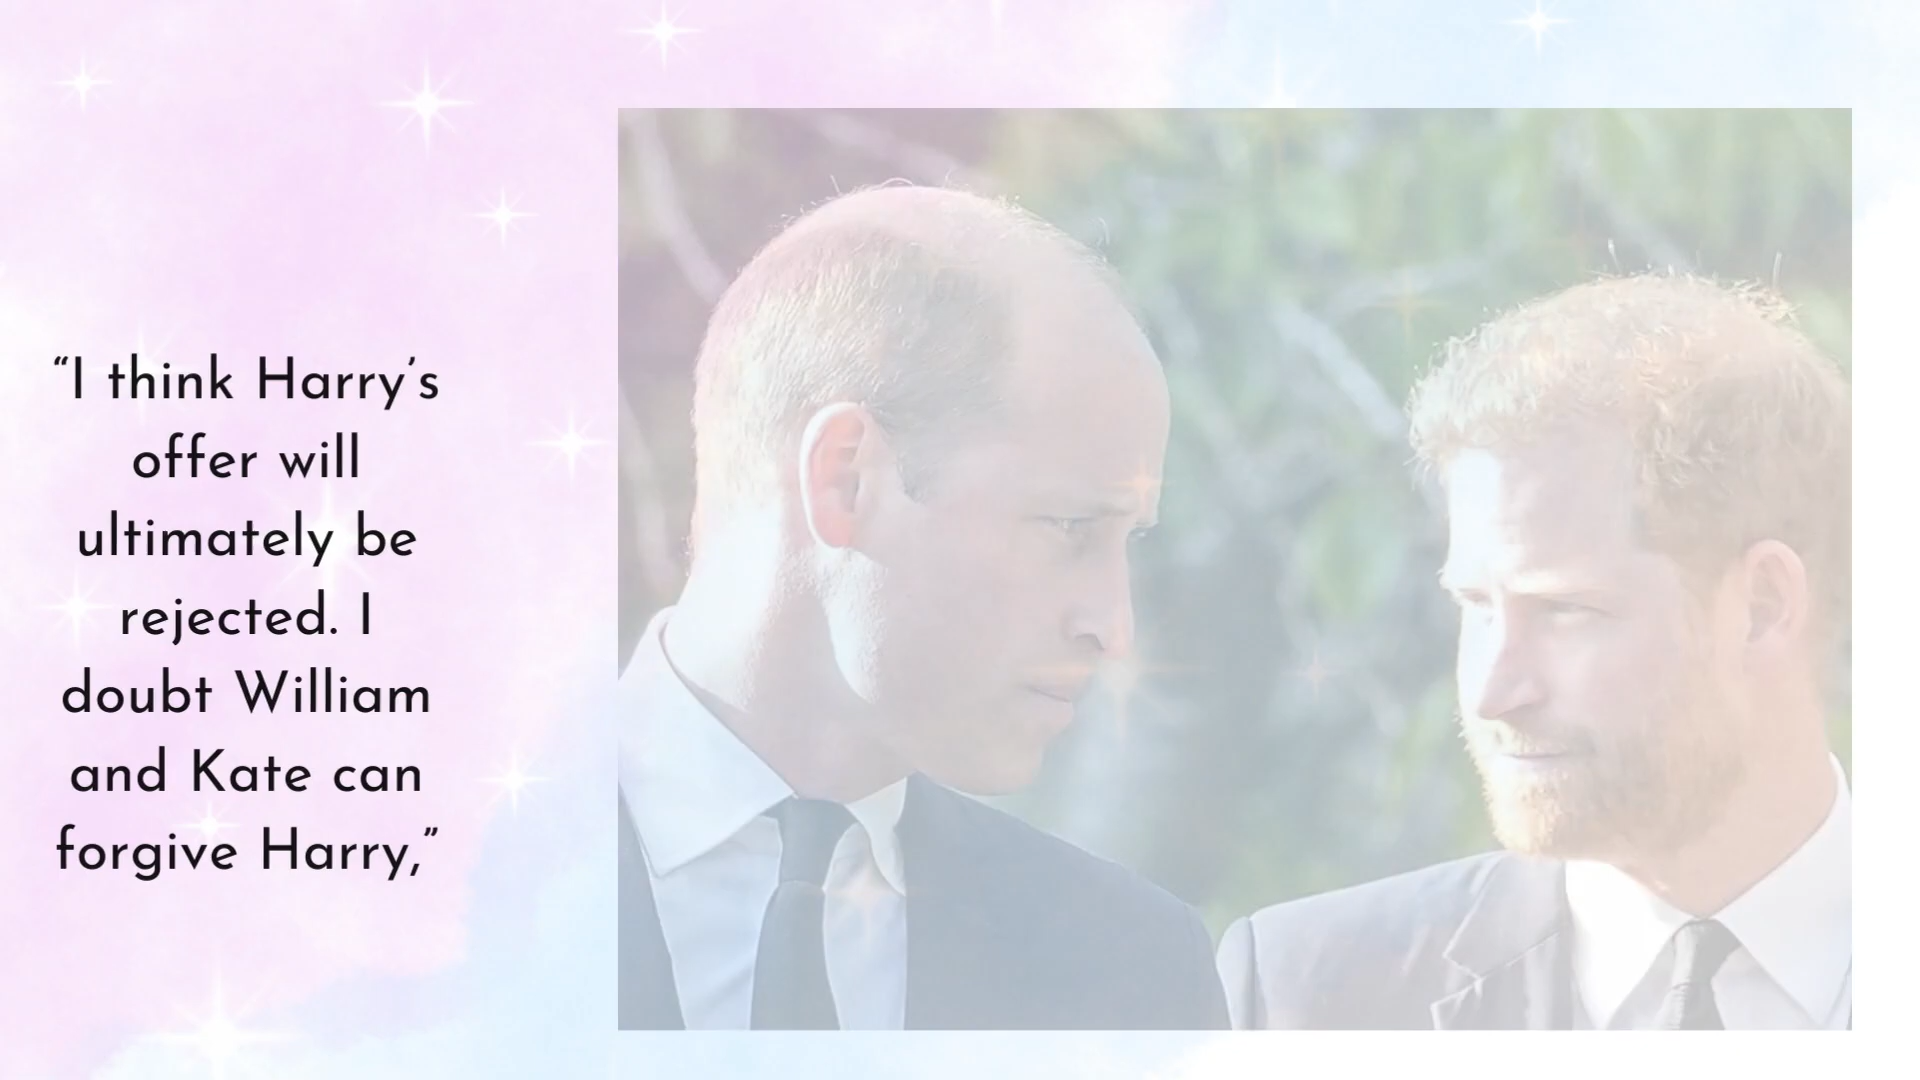 “I think Harry’s
offer will
ultimately be
rejected. I
doubt William
and Kate can
forgive Harry,”